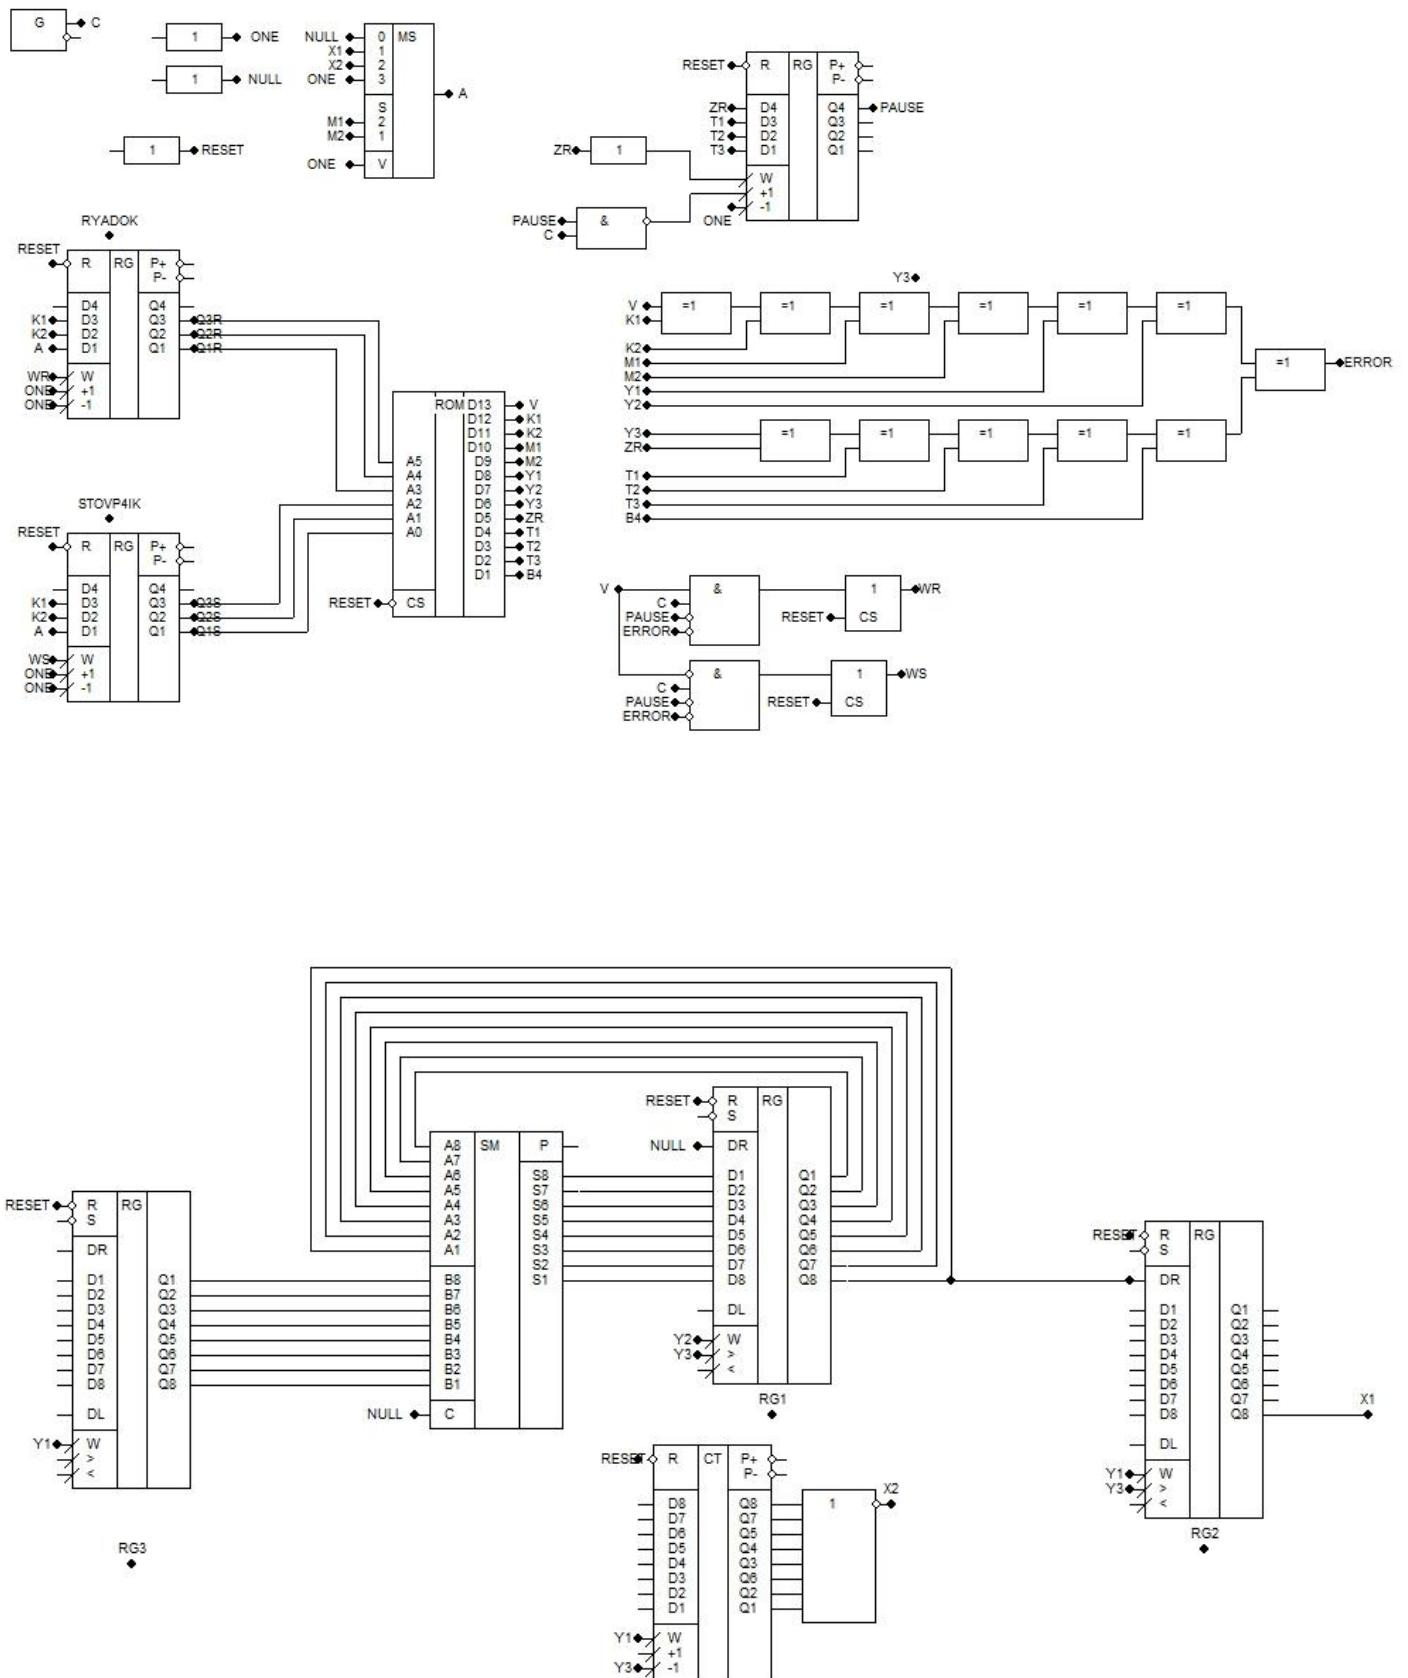 G C
1 ONE
1 NULL
1 RESET
NULL 0 MS
X1 1
X2 2
ONE 3
A
S
M1 2
M2 1
ONE V
RESET R RG P+
P-
ZR D4 Q4 PAUSE
T1 D3 Q3
T2 D2 Q2
T3 D1 Q1
W
+1
ONE -1
ZR 1
PAUSE &
C
RYADOK
RESET R RG P+
P-
D4 Q4
K1 D3 Q3 Q3R
K2 D2 Q2 Q2R
A D1 Q1 Q1R
WR W
ONE +1
ONE -1
STOVP4IK
RESET R RG P+
P-
D4 Q4
K1 D3 Q3 Q3S
K2 D2 Q2 Q2S
A D1 Q1 Q1S
WS W
ONE +1
ONE -1
ROM D13 V
D12 K1
D11 K2
D10 M1
A5 D9 M2
A4 D8 Y1
A3 D7 Y2
A2 D6 Y3
A1 D5 ZR
A0 D4 T1
D3 T2
D2 T3
D1 B4
RESET CS
Y3
V =1 =1 =1 =1 =1 =1
K1
K2
M1 =1 ERROR
M2
Y1
Y2
Y3 =1 =1 =1 =1 =1
ZR
T1
T2
T3
B4
V & 1 WR
C
PAUSE RESET CS
ERROR
& 1 WS
C
PAUSE RESET CS
ERROR
RESET R RG
S
NULL DR
D1 Q1
D2 Q2
D3 Q3
D4 Q4
D5 Q5
D6 Q6
D7 Q7
D8 Q8
DL
Y2 W
Y3 >
<
RG1
A8 SM P
A7
A6 S8
A5 S7
A4 S6
A3 S5
A2 S4
A1 S3
S2
B8 S1
B7
B6
B5
B4
B3
B2
B1
NULL C
RESET R RG
S
DR
D1 Q1
D2 Q2
D3 Q3
D4 Q4
D5 Q5
D6 Q6
D7 Q7
D8 Q8
DL
Y1 W
>
<
RG3
RESET R RG
S
DR
D1 Q1
D2 Q2
D3 Q3
D4 Q4
D5 Q5
D6 Q6
D7 Q7
D8 Q8 X1
DL
Y1 W
Y3 >
<
RG2
RESET R CT P+
P-
D8 Q8 1 X2
D7 Q7
D6 Q5
D5 Q4
D4 Q3
D3 Q6
D2 Q2
D1 Q1
Y1 W
+1
Y3 -1